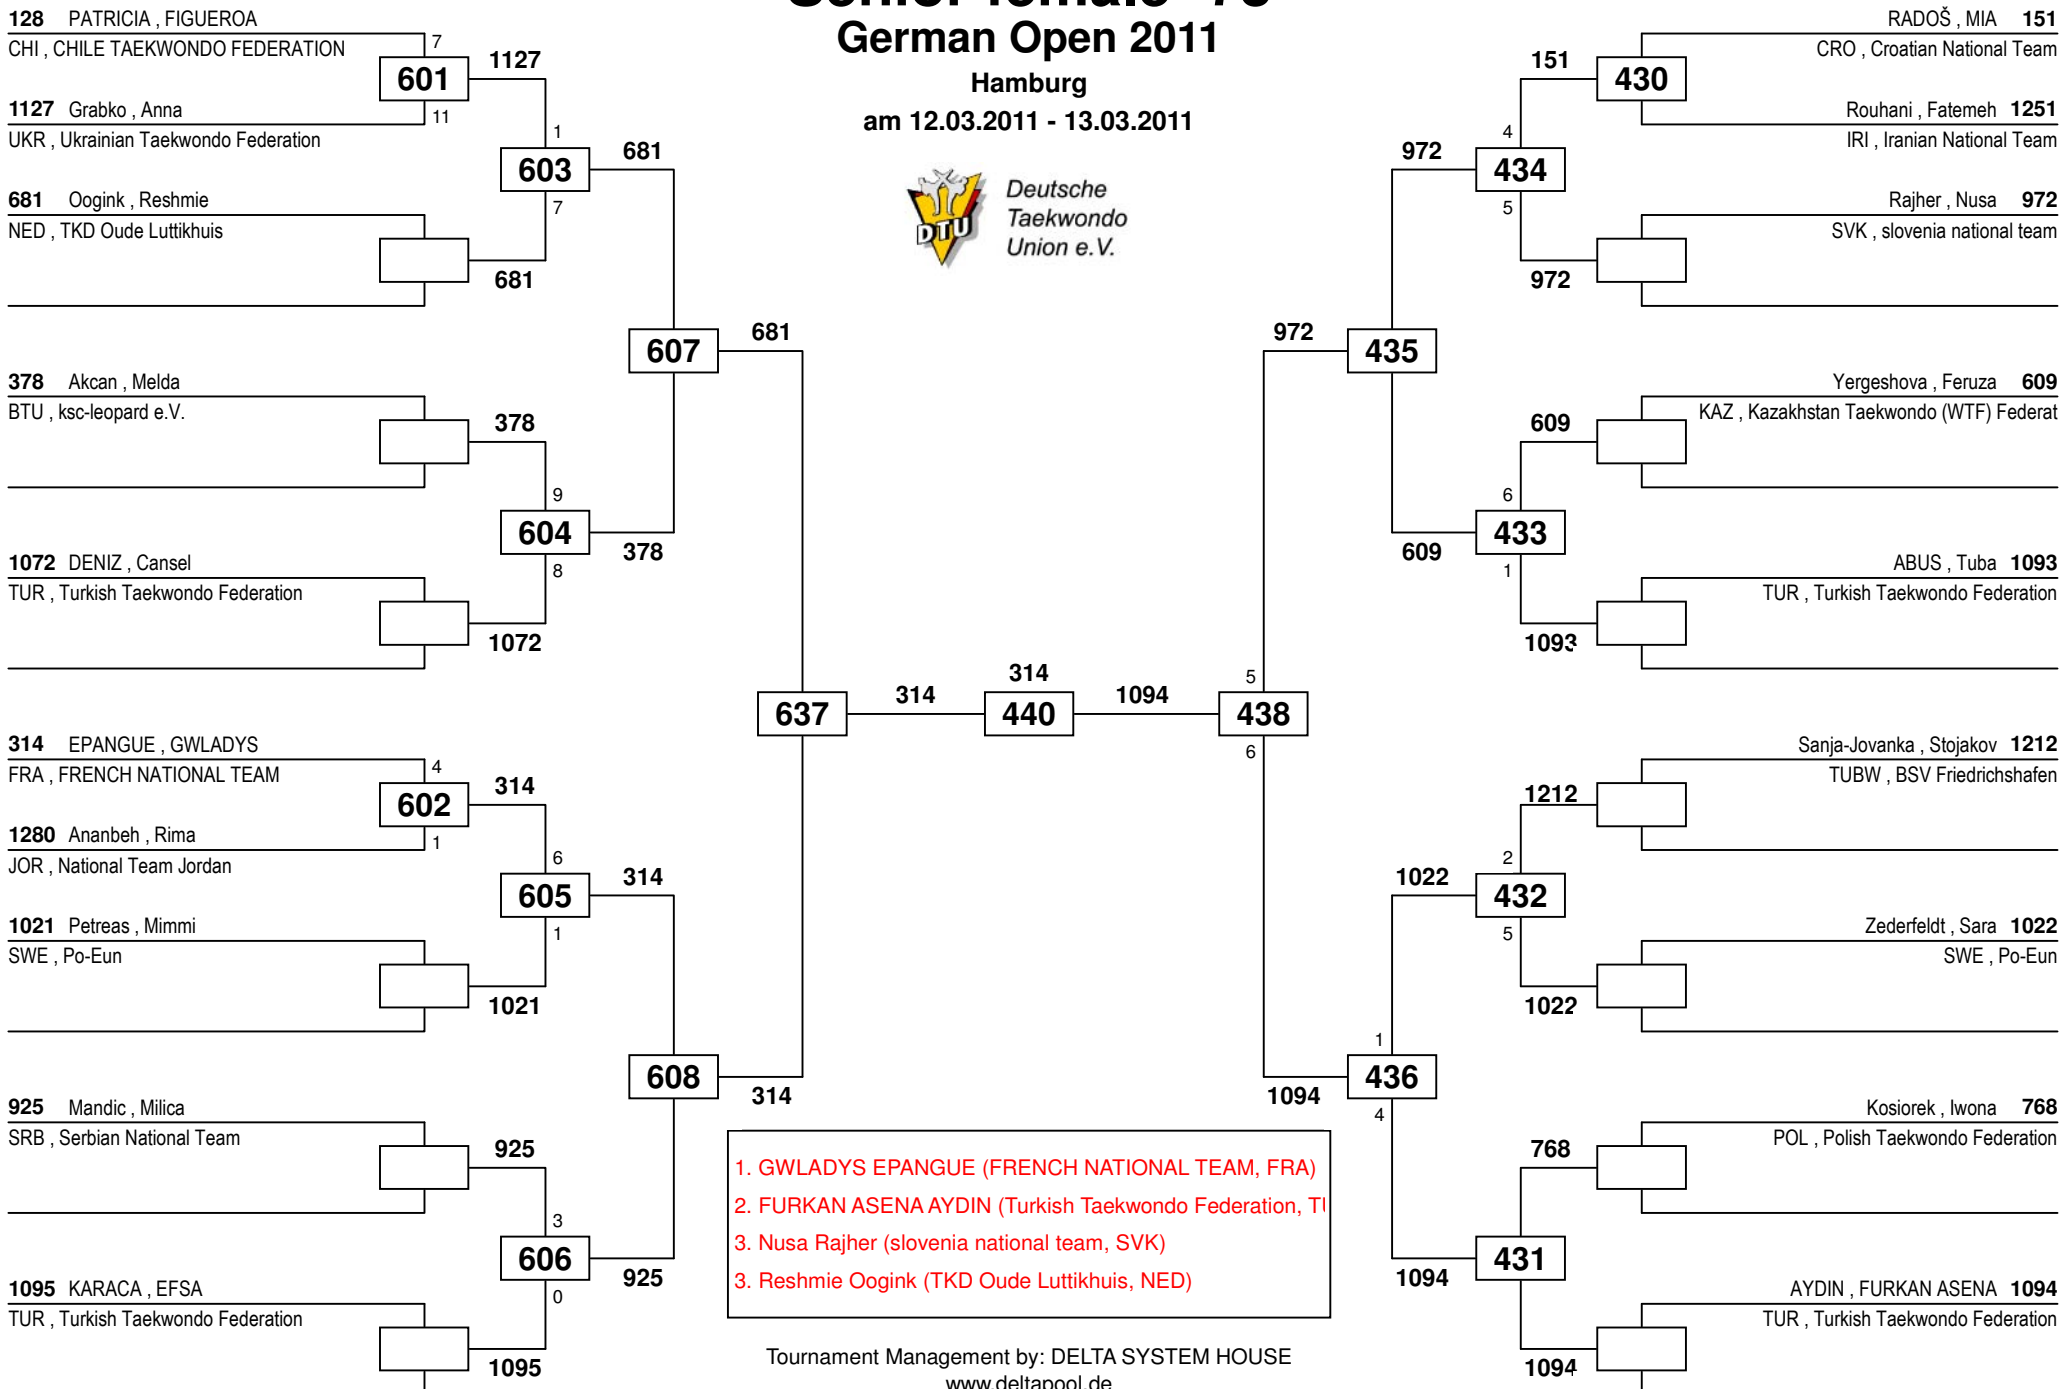 German Open 2011
Hamburg
am 12.03.2011 - 13.03.2011
DTU
Deutsche
Taekwondo
Union e.V.
128 PATRICIA , FIGUEROA
CHI , CHILE TAEKWONDO FEDERATION
7
601
1127
11
1127 Grabko , Anna
UKR , Ukrainian Taekwondo Federation
1
603
681
7
681 Oogink , Reshmie
NED , TKD Oude Luttikhuis
681
607
681
378 Akcan , Melda
BTU , ksc-leopard e.V.
378
9
604
378
8
1072 DENIZ , Cansel
TUR , Turkish Taekwondo Federation
1072
637
314
314
440
1094
314 EPANGUE , GWLADYS
FRA , FRENCH NATIONAL TEAM
4
602
314
1
1280 Ananbeh , Rima
JOR , National Team Jordan
6
605
314
1
1021 Petreas , Mimmi
SWE , Po-Eun
1021
608
314
925 Mandic , Milica
SRB , Serbian National Team
925
3
606
925
0
1095 KARACA , EFSA
TUR , Turkish Taekwondo Federation
1095
RADOŠ , MIA 151
CRO , Croatian National Team
151
430
Rouhani , Fatemeh 1251
IRI , Iranian National Team
4
972
434
5
Rajher , Nusa 972
SVK , slovenia national team
972
972
435
Yergeshova , Feruza 609
KAZ , Kazakhstan Taekwondo (WTF) Federat
609
6
433
609
1
ABUS , Tuba 1093
TUR , Turkish Taekwondo Federation
1093
5
438
6
Sanja-Jovanka , Stojakov 1212
TUBW , BSV Friedrichshafen
1212
2
1022
432
5
Zederfeldt , Sara 1022
SWE , Po-Eun
1022
1
436
1094
4
Kosiorek , Iwona 768
POL , Polish Taekwondo Federation
768
431
1094
AYDIN , FURKAN ASENA 1094
TUR , Turkish Taekwondo Federation
1094
1. GWLADYS EPANGUE (FRENCH NATIONAL TEAM, FRA)
2. FURKAN ASENA AYDIN (Turkish Taekwondo Federation,
3. Nusa Rajher (slovenia national team, SVK)
3. Reshmie Oogink (TKD Oude Luttikhuis, NED)
Tournament Management by: DELTA SYSTEM HOUSE
www.deltapool.de